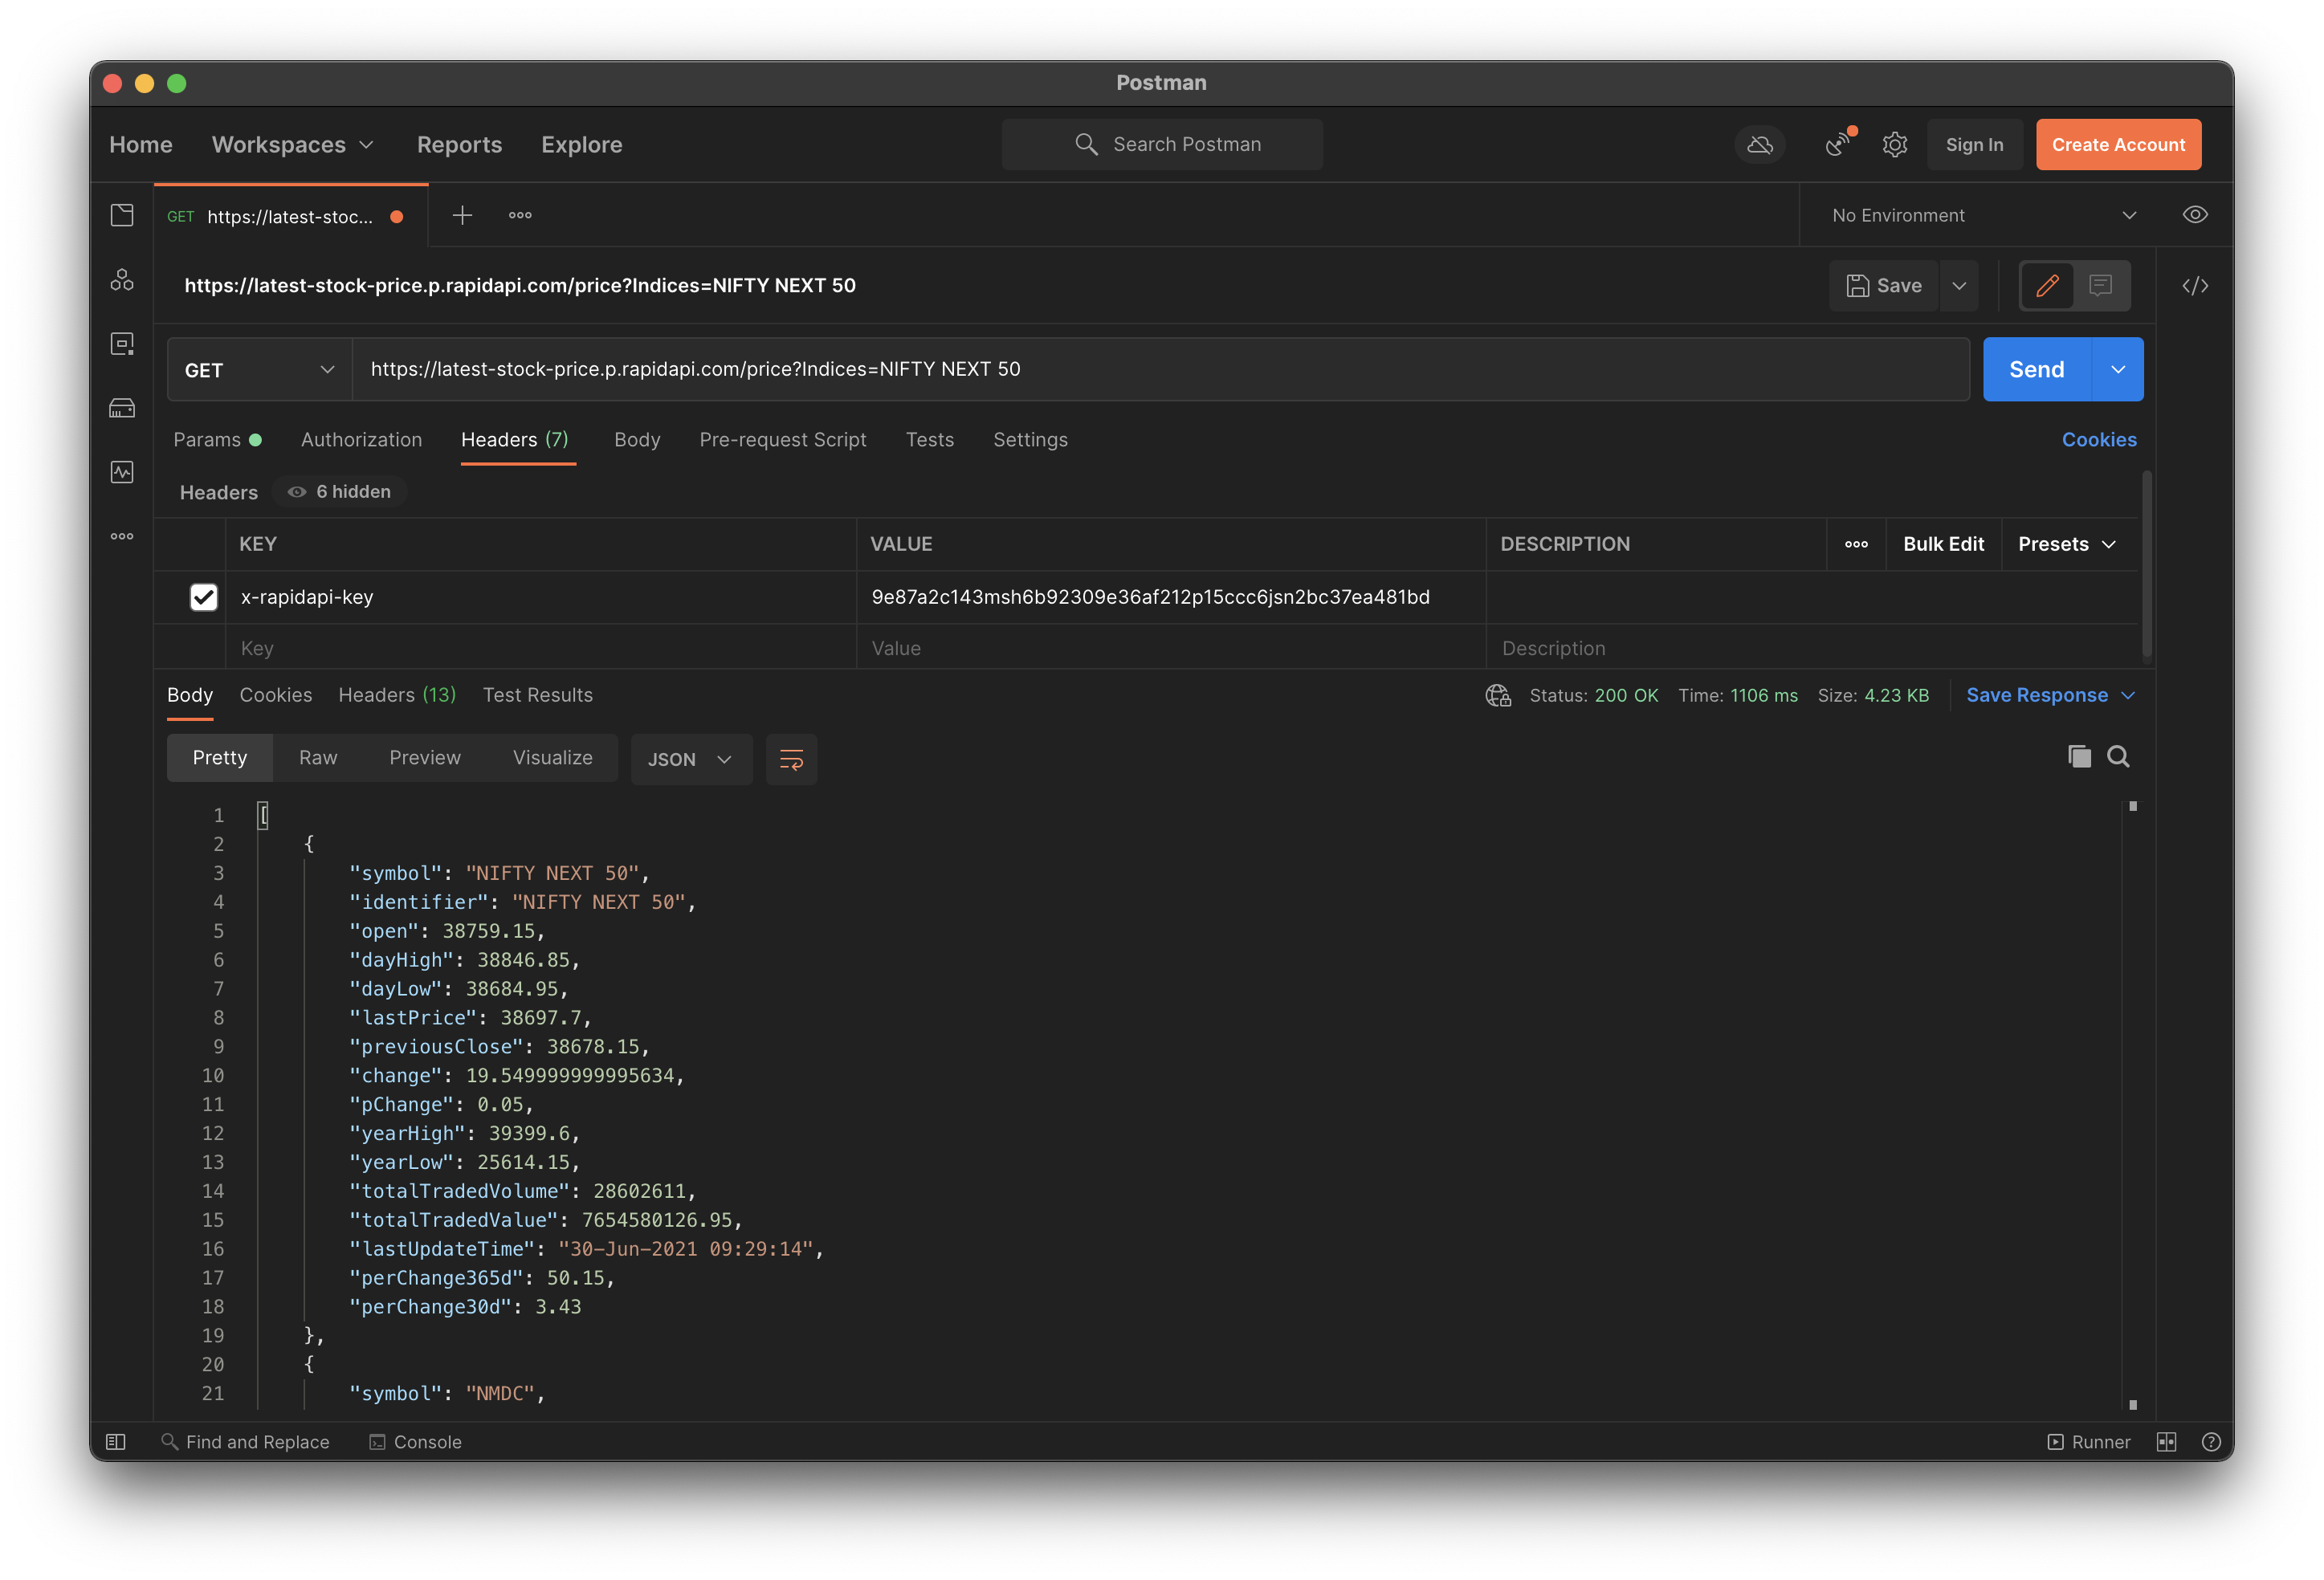 Postman
Home Workspaces Reports Explore Search Postman Sign In Create Account
GET https://latest-stoc... No Environment
https://latest-stock-price.p.rapidapi.com/price?Indices=NIFTY NEXT 50 Save
GET https://latest-stock-price.p.rapidapi.com/price?Indices=NIFTY NEXT 50 Send
Params Authorization Headers (7) Body Pre-request Script Tests Settings Cookies
Headers 6 hidden
KEY VALUE DESCRIPTION Bulk Edit Presets
x-rapidapi-key 9e87a2c143msh6b92309e36af212p15ccc6jsn2bc37ea481bd
Key Value Description
Body Cookies Headers (13) Test Results Status: 200 OK Time: 1106 ms Size: 4.23 KB Save Response
Pretty Raw Preview Visualize JSON
1 [
2 {
3 "symbol": "NIFTY NEXT 50",
4 "identifier": "NIFTY NEXT 50",
5 "open": 38759.15,
6 "dayHigh": 38846.85,
7 "dayLow": 38684.95,
8 "lastPrice": 38697.7,
9 "previousClose": 38678.15,
10 "change": 19.549999999995634,
11 "pChange": 0.05,
12 "yearHigh": 39399.6,
13 "yearLow": 25614.15,
14 "totalTradedVolume": 28602611,
15 "totalTradedValue": 7654580126.95,
16 "lastUpdateTime": "30-Jun-2021 09:29:14",
17 "perChange365d": 50.15,
18 "perChange30d": 3.43
19 },
20 {
21 "symbol": "NMDC",
Find and Replace Console Runner